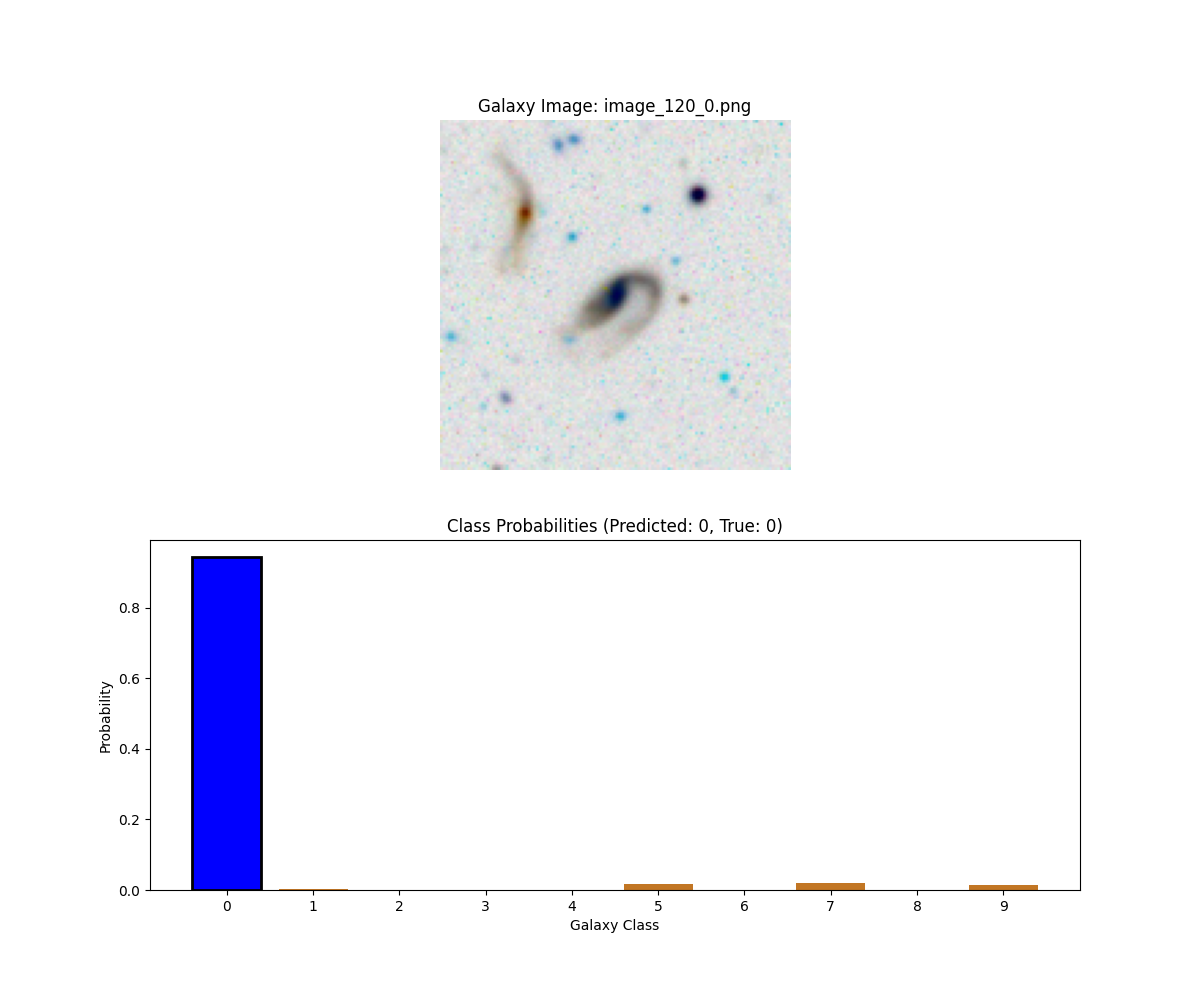 Galaxy Image: image_120_0.png
Class Probabilities (Predicted: 0, True: 0)
0.8
0.6
0.4
0.2
0.0
Probability
0 1 2 3 4 5 6 7 8 9
Galaxy Class